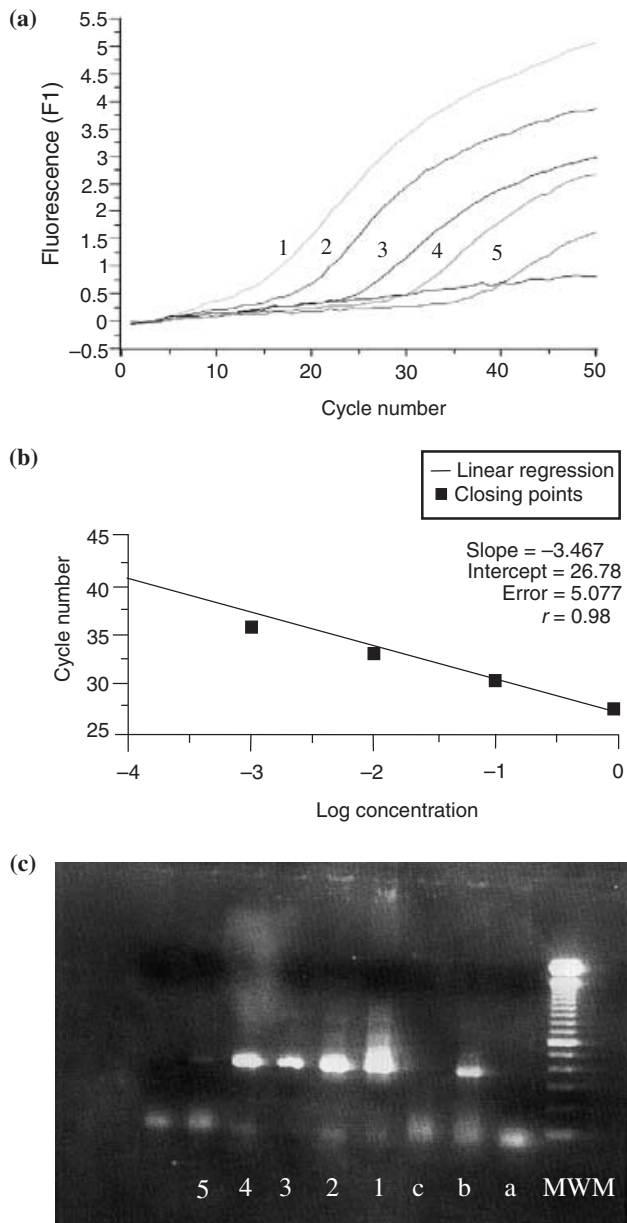 (a)
5.5
5
4.5
4
3.5
3
2.5
2
1.5
1
0.5
0
−0.5
Fluorescence (F1)
1 2 3 4 5
0 10 20 30 40 50
Cycle number
(b)
— Linear regression
■ Closing points
Slope = −3.467
Intercept = 26.78
Error = 5.077
r = 0.98
45
40
35
30
25
Cycle number
−4 −3 −2 −1 0
Log concentration
(c)
5 4 3 2 1 c b a MWM